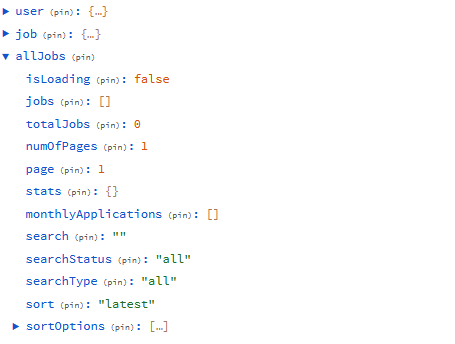 ▶ user (pin): {…}
▶ job (pin): {…}
▼ allJobs (pin)
isLoading (pin): false
jobs (pin): []
totalJobs (pin): 0
numOfPages (pin): 1
page (pin): 1
stats (pin): {}
monthlyApplications (pin): []
search (pin): ""
searchStatus (pin): "all"
searchType (pin): "all"
sort (pin): "latest"
▶ sortOptions (pin): […]